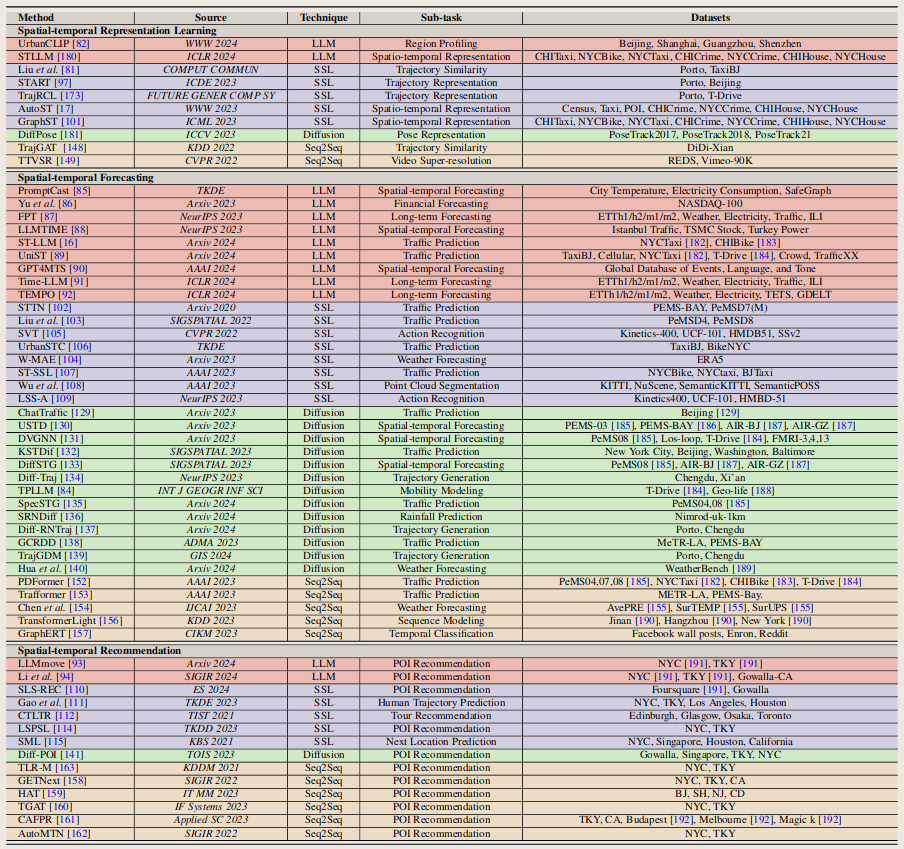 Method Source Technique Sub-task Datasets
Spatial-temporal Representation Learning
UrbanCLIP [82] WWW 2024 LLM Region Profiling Beijing, Shanghai, Guangzhou, Shenzhen
STLLM [180] ICLR 2024 LLM Spatio-temporal Representation CHITaxi, NYCBike, NYCTaxi, CHICrime, NYCCrime, CHIHouse, NYCHouse
Liu et al. [81] COMPUT COMMUN SSL Trajectory Similarity Porto, TaxiBJ
START [97] ICDE 2023 SSL Trajectory Representation Porto, Beijing
TrajRCL [173] FUTURE GENER COMP SY SSL Trajectory Representation Porto, T-Drive
AutoST [17] WWW 2023 SSL Spatio-temporal Representation Census, Taxi, POI, CHICrime, NYCCrime, CHIHouse, NYCHouse
GraphST [101] ICML 2023 SSL Spatio-temporal Representation CHITaxi, NYCBike, NYCTaxi, CHICrime, NYCCrime, CHIHouse, NYCHouse
DiffPose [181] ICCV 2023 Diffusion Pose Representation PoseTrack2017, PoseTrack2018, PoseTrack21
TrajGAT [148] KDD 2022 Seq2Seq Trajectory Similarity DiDi-Xian
TTVSR [149] CVPR 2022 Seq2Seq Video Super-resolution REDS, Vimeo-90K
Spatial-temporal Forecasting
PromptCast [85] TKDE LLM Spatial-temporal Forecasting City Temperature, Electricity Consumption, SafeGraph
Yu et al. [86] Arxiv 2023 LLM Financial Forecasting NASDAQ-100
FPT [87] NeurIPS 2023 LLM Long-term Forecasting ETTh1/h2/m1/m2, Weather, Electricity, Traffic, ILI
LLMTIME [88] NeurIPS 2023 LLM Spatial-temporal Forecasting Istanbul Traffic, TSMC Stock, Turkey Power
ST-LLM [16] Arxiv 2024 LLM Traffic Prediction NYCTaxi [182], CHIBike [183]
UniST [89] Arxiv 2024 LLM Traffic Prediction TaxiBJ, Cellular, NYCTaxi [182], T-Drive [184], Crowd, TrafficXX
GPT4MTS [90] AAAI 2024 LLM Spatial-temporal Forecasting Global Database of Events, Language, and Tone
Time-LLM [91] ICLR 2024 LLM Long-term Forecasting ETTh1/h2/m1/m2, Weather, Electricity, Traffic, ILI
TEMPO [92] ICLR 2024 LLM Long-term Forecasting ETTh1/h2/m1/m2, Weather, Electricity, TETS, GDELT
STTN [102] Arxiv 2020 SSL Traffic Prediction PEMS-BAY, PeMSD7(M)
Liu et al. [103] SIGSPATIAL 2022 SSL Traffic Prediction PeMSD4, PeMSD8
SVT [105] CVPR 2022 SSL Action Recognition Kinetics-400, UCF-101, HMDB51, SSv2
UrbanSTC [106] TKDE SSL Traffic Prediction TaxiBJ, BikeNYC
W-MAE [104] Arxiv 2023 SSL Weather Forecasting ERA5
ST-SSL [107] AAAI 2023 SSL Traffic Prediction NYCBike, NYCtaxi, BJTaxi
Wu et al. [108] AAAI 2023 SSL Point Cloud Segmentation KITTI, NuScene, SemanticKITTI, SemanticPOSS
LSS-A [109] NeurIPS 2023 SSL Action Recognition Kinetics400, UCF-101, HMBD-51
ChatTraffic [129] Arxiv 2023 Diffusion Traffic Prediction Beijing [129]
USTD [130] Arxiv 2023 Diffusion Spatial-temporal Forecasting PEMS-03 [185], PEMS-BAY [186], AIR-BJ [187], AIR-GZ [187]
DVGNN [131] Arxiv 2023 Diffusion Spatial-temporal Forecasting PeMS08 [185], Los-loop, T-Drive [184], FMRI-3,4,13
KSTDif [132] SIGSPATIAL 2023 Diffusion Traffic Prediction New York City, Beijing, Washington, Baltimore
DiffSTG [133] SIGSPATIAL 2023 Diffusion Spatial-temporal Forecasting PeMS08 [185], AIR-BJ [187], AIR-GZ [187]
Diff-Traj [134] NeurIPS 2023 Diffusion Trajectory Generation Chengdu, Xi'an
TPLLM [84] INT J GEOGR INF SCI Diffusion Mobility Modeling T-Drive [184], Geo-life [188]
SpecSTG [135] Arxiv 2024 Diffusion Traffic Prediction PeMS04,08 [185]
SRNDiff [136] Arxiv 2024 Diffusion Rainfall Prediction Nimrod-uk-1km
Diff-RNTraj [137] Arxiv 2024 Diffusion Trajectory Generation Porto, Chengdu
GCRDD [138] ADMA 2023 Diffusion Traffic Prediction MeTR-LA, PEMS-BAY
TrajGDM [139] GIS 2024 Diffusion Trajectory Generation Porto, Chengdu
Hua et al. [140] Arxiv 2024 Diffusion Weather Forecasting WeatherBench [189]
PDFormer [152] AAAI 2023 Seq2Seq Traffic Prediction PeMS04,07,08 [185], NYCTaxi [182], CHIBike [183], T-Drive [184]
Trafformer [153] AAAI 2023 Seq2Seq Traffic Prediction METR-LA, PEMS-Bay.
Chen et al. [154] IJCAI 2023 Seq2Seq Weather Forecasting AvePRE [155], SurTEMP [155], SurUPS [155]
TransformerLight [156] KDD 2023 Seq2Seq Sequence Modeling Jinan [190], Hangzhou [190], New York [190]
GraphERT [157] CIKM 2023 Seq2Seq Temporal Classification Facebook wall posts, Enron, Reddit
Spatial-temporal Recommendation
LLMmove [93] Arxiv 2024 LLM POI Recommendation NYC [191], TKY [191]
Li et al. [94] SIGIR 2024 LLM POI Recommendation NYC [191], TKY [191], Gowalla-CA
SLS-REC [110] ES 2024 SSL POI Recommendation Foursquare [191], Gowalla
Gao et al. [111] TKDE 2023 SSL Human Trajectory Prediction NYC, TKY, Los Angeles, Houston
CTLTR [112] TIST 2021 SSL Tour Recommendation Edinburgh, Glasgow, Osaka, Toronto
LSPSL [114] TKDD 2023 SSL POI Recommendation NYC, TKY
SML [115] KBS 2021 SSL Next Location Prediction NYC, Singapore, Houston, California
Diff-POI [141] TOIS 2023 Diffusion POI Recommendation Gowalla, Singapore, TKY, NYC
TLR-M [163] KDDM 2021 Seq2Seq POI Recommendation NYC, TKY
GETNext [158] SIGIR 2022 Seq2Seq POI Recommendation NYC, TKY, CA
HAT [159] IT MM 2023 Seq2Seq POI Recommendation BJ, SH, NJ, CD
TGAT [160] IF Systems 2023 Seq2Seq POI Recommendation NYC, TKY
CAFPR [161] Applied SC 2023 Seq2Seq POI Recommendation TKY, CA, Budapest [192], Melbourne [192], Magic k [192]
AutoMTN [162] SIGIR 2022 Seq2Seq POI Recommendation NYC, TKY